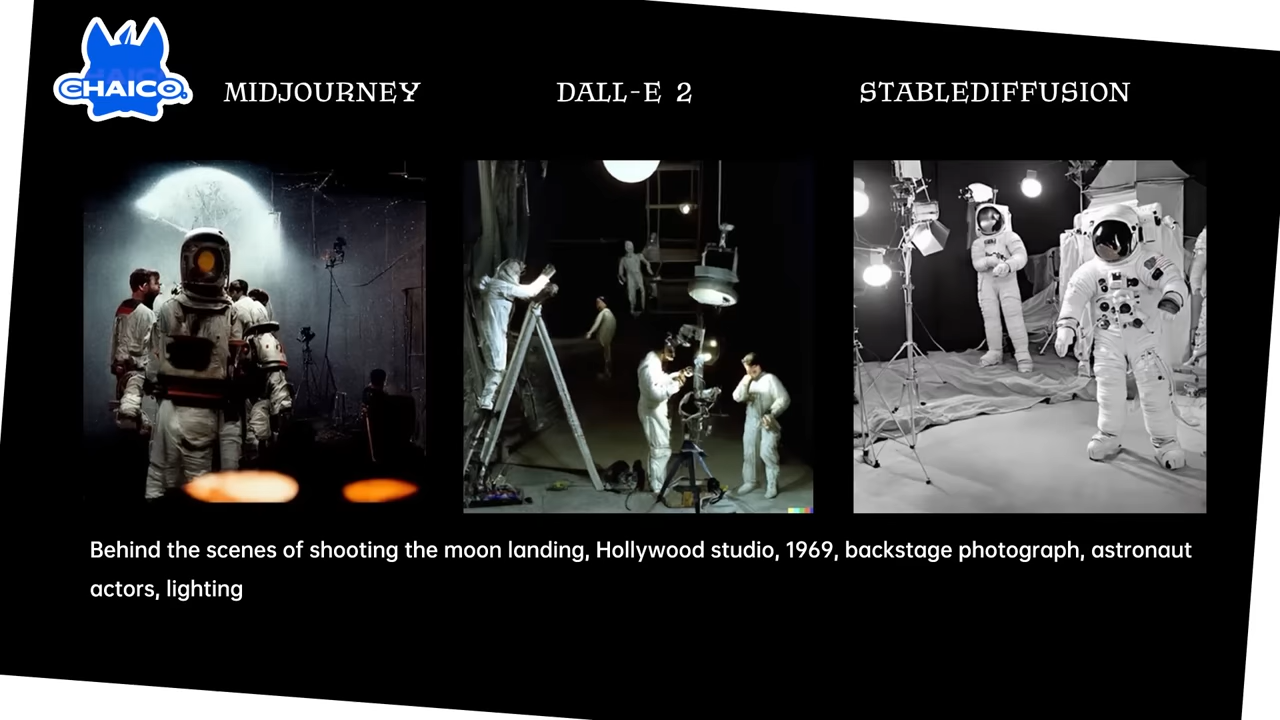 CHAICO.
MIDJOURNEY
DALL-E 2
STABLEDIFFUSION
Behind the scenes of shooting the moon landing, Hollywood studio, 1969, backstage photograph, astronaut
actors, lighting